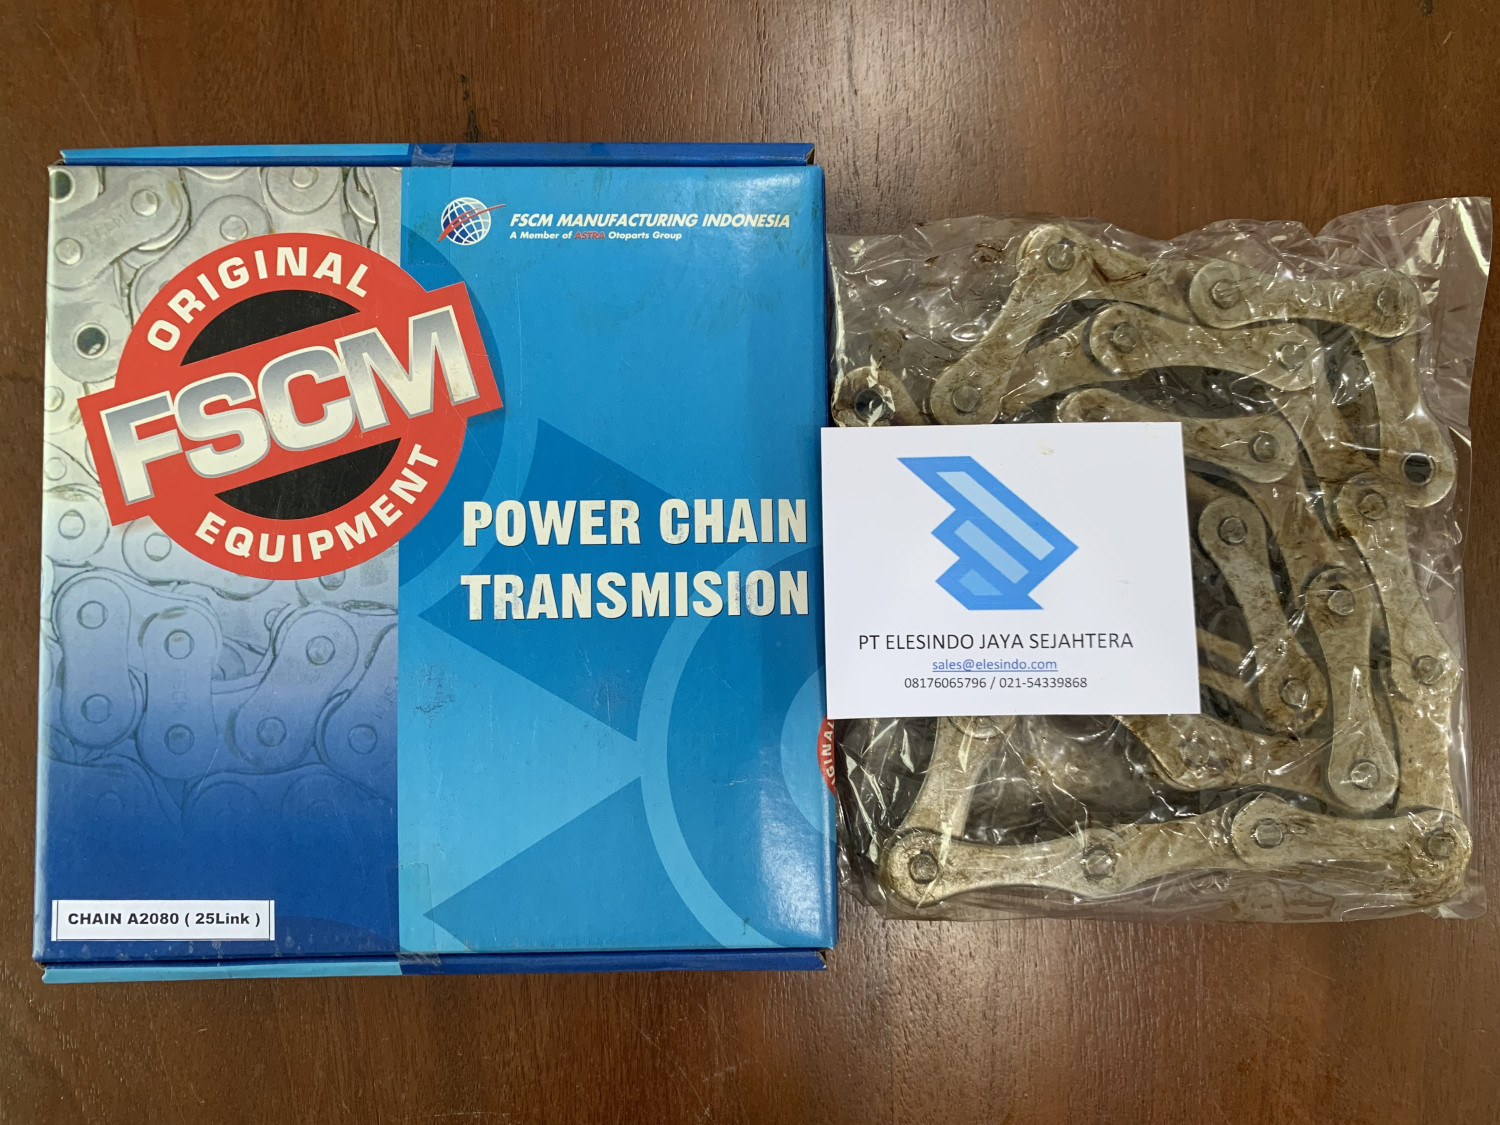 ORIGINAL
FSCM
EQUIPMENT
FSCM MANUFACTURING INDONESIA
A Member of ASTRA Otoparts Group
POWER CHAIN
TRANSMISION
CHAIN A2080 ( 25Link )
PT ELESINDO JAYA SEJAHTERA
sales@elesindo.com
08176065796 / 021-54339868